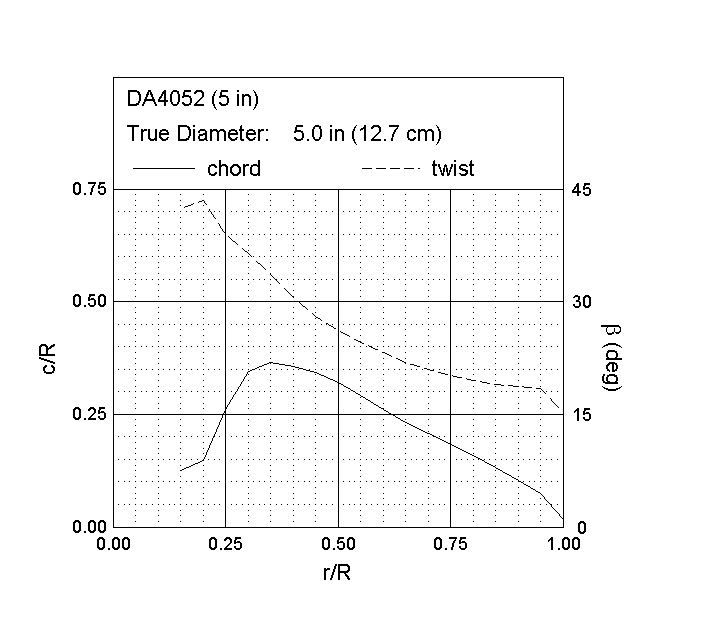 DA4052 (5 in)
True Diameter: 5.0 in (12.7 cm)
chord twist
0.75 45
0.50 30
c/R β (deg)
0.25 15
0.00 0
0.00 0.25 0.50 0.75 1.00
r/R